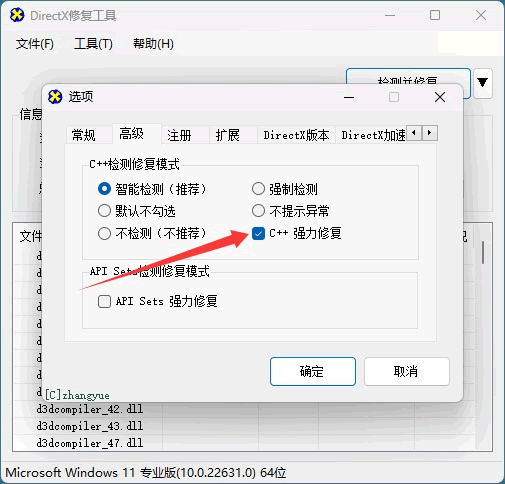 DirectX修复工具
文件(F) 工具(T) 帮助(H)
检测并修复
信息
选项
常规 高级 注册 扩展 DirectX版本 DirectX加速
C++检测修复模式
智能检测（推荐） 强制检测
默认不勾选 不提示异常
不检测（不推荐） C++ 强力修复
API Sets检测修复模式
API Sets 强力修复
确定 取消
[C]zhangyue
文件
d3dcompiler_42.dll
d3dcompiler_43.dll
d3dcompiler_47.dll
Microsoft Windows 11 专业版(10.0.22631.0) 64位